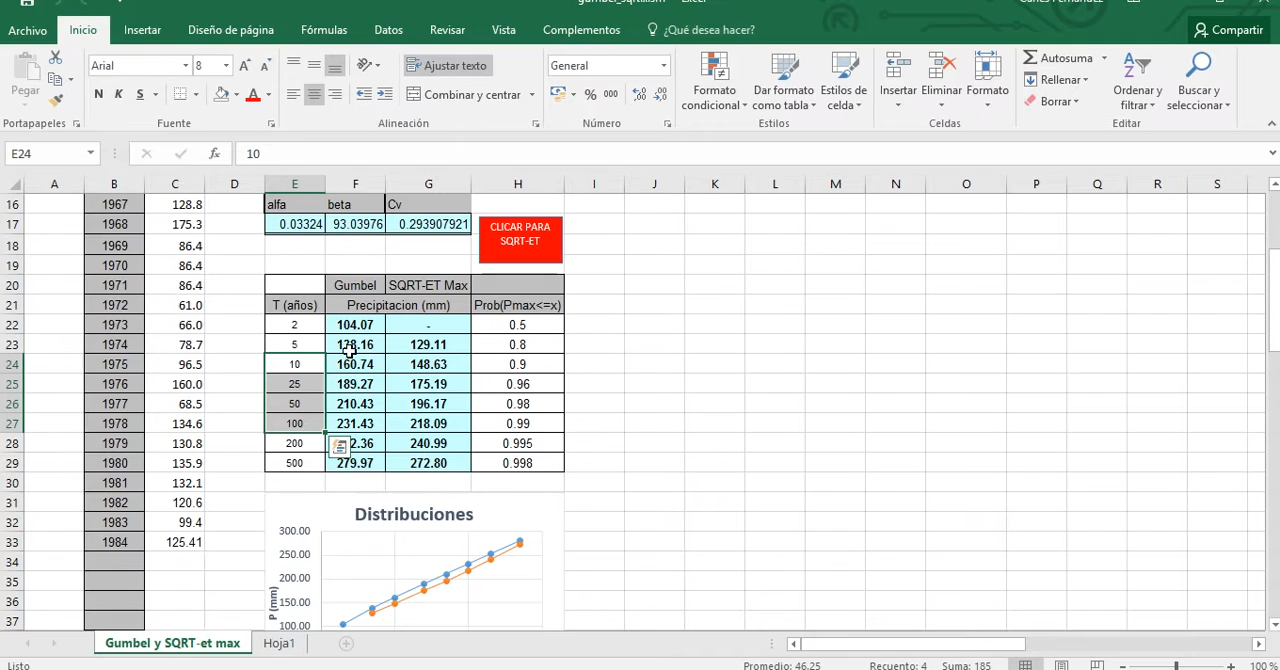 Archivo Inicio Insertar Diseño de página Fórmulas Datos Revisar Vista Complementos ¿Qué desea hacer? Compartir
Pegar
Arial 8
Ajustar texto
General
Formato condicional
Dar formato como tabla
Estilos de celda
Insertar Eliminar Formato
Autosuma
Rellenar
Borrar
Ordenar y filtrar
Buscar y seleccionar
N K S
Combinar y centrar
% 000
Portapapeles Fuente Alineación Número Estilos Celdas Editar
E24 fx 10
A B C D E F G H I J K L M N O P Q R S
16 1967 128.8 alfa beta Cv
17 1968 175.3 0.03324 93.03976 0.293907921
CLICAR PARA
SQRT-ET
18 1969 86.4
19 1970 86.4
20 1971 86.4 Gumbel SQRT-ET Max
21 1972 61.0 T (años) Precipitacion (mm) Prob(Pmax<=x)
22 1973 66.0 2 104.07 - 0.5
23 1974 78.7 5 129.11 0.8
24 1975 96.5 10 160.74 148.63 0.9
25 1976 160.0 25 189.27 175.19 0.96
26 1977 68.5 50 210.43 196.17 0.98
27 1978 134.6 100 231.43 218.09 0.99
28 1979 130.8 200 2.36 240.99 0.995
29 1980 135.9 500 279.97 272.80 0.998
30 1981 132.1
31 1982 120.6
32 1983 99.4
33 1984 125.41
34
35
36
37
Distribuciones
300.00
250.00
200.00
150.00
100.00
P (mm)
Gumbel y SQRT-et max Hoja1
Listo Promedio: 46.25 Recuento: 4 Suma: 185 100%